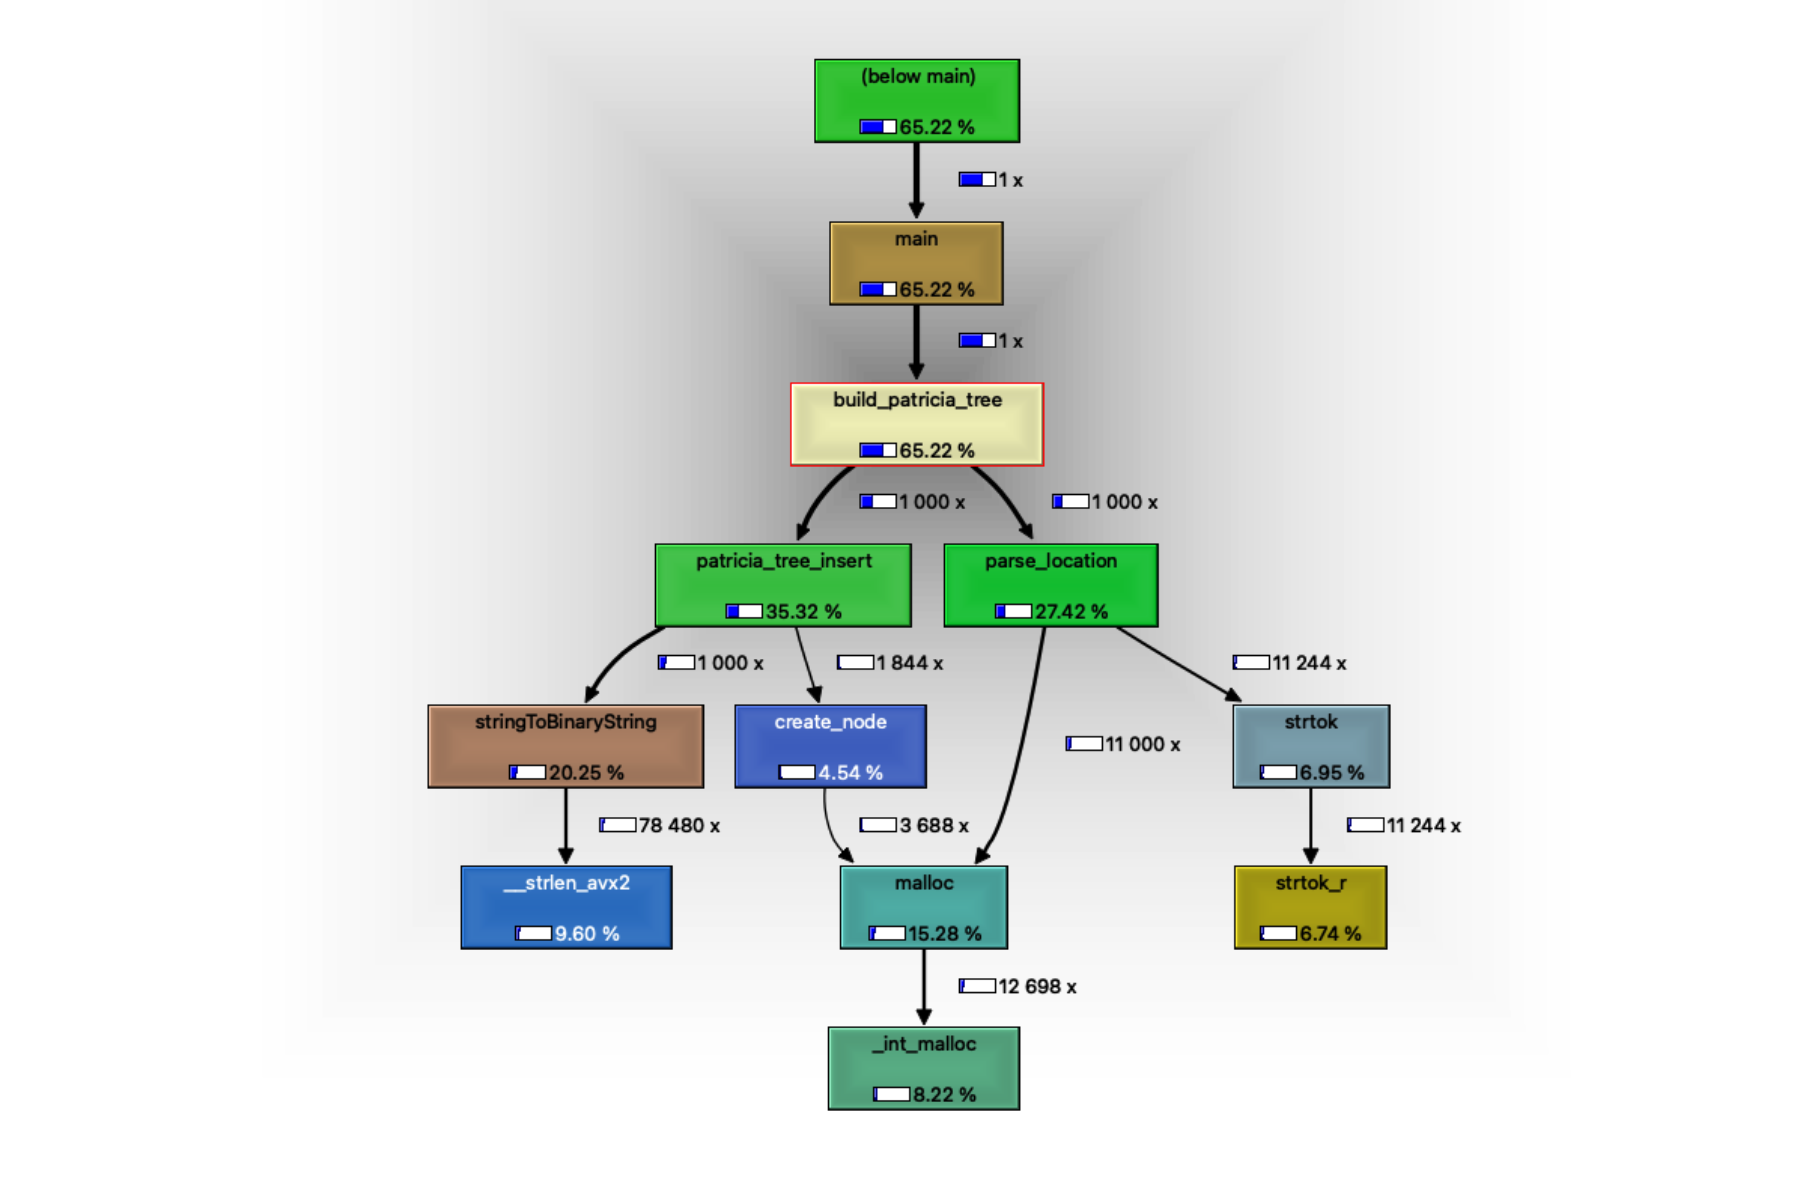 (below main)
65.22 %
1 x
main
65.22 %
1 x
build_patricia_tree
65.22 %
1 000 x
1 000 x
patricia_tree_insert
35.32 %
parse_location
27.42 %
1 000 x
1 844 x
11 244 x
stringToBinaryString
20.25 %
create_node
4.54 %
11 000 x
strtok
6.95 %
78 480 x
3 688 x
11 244 x
__strlen_avx2
9.60 %
malloc
15.28 %
strtok_r
6.74 %
12 698 x
_int_malloc
8.22 %